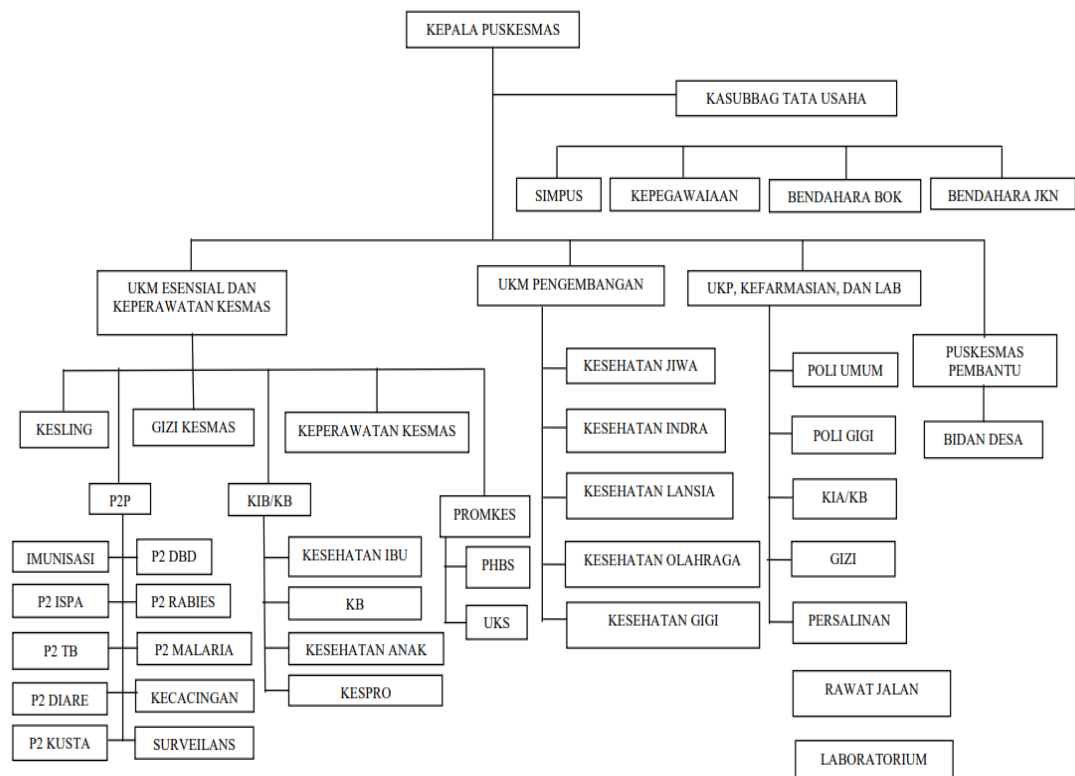 KEPALA PUSKESMAS
KASUBBAG TATA USAHA
SIMPUS
KEPEGAWAIAAN
BENDAHARA BOK
BENDAHARA JKN
UKM ESENSIAL DAN
KEPERAWATAN KESMAS
UKM PENGEMBANGAN
UKP, KEFARMASIAN, DAN LAB
PUSKESMAS
PEMBANTU
BIDAN DESA
KESLING
GIZI KESMAS
KEPERAWATAN KESMAS
P2P
KIB/KB
PROMKES
IMUNISASI
P2 DBD
P2 ISPA
P2 RABIES
P2 TB
P2 MALARIA
P2 DIARE
KECACINGAN
P2 KUSTA
SURVEILANS
KESEHATAN IBU
KB
KESEHATAN ANAK
KESPRO
PHBS
UKS
KESEHATAN JIWA
KESEHATAN INDRA
KESEHATAN LANSIA
KESEHATAN OLAHRAGA
KESEHATAN GIGI
POLI UMUM
POLI GIGI
KIA/KB
GIZI
PERSALINAN
RAWAT JALAN
LABORATORIUM